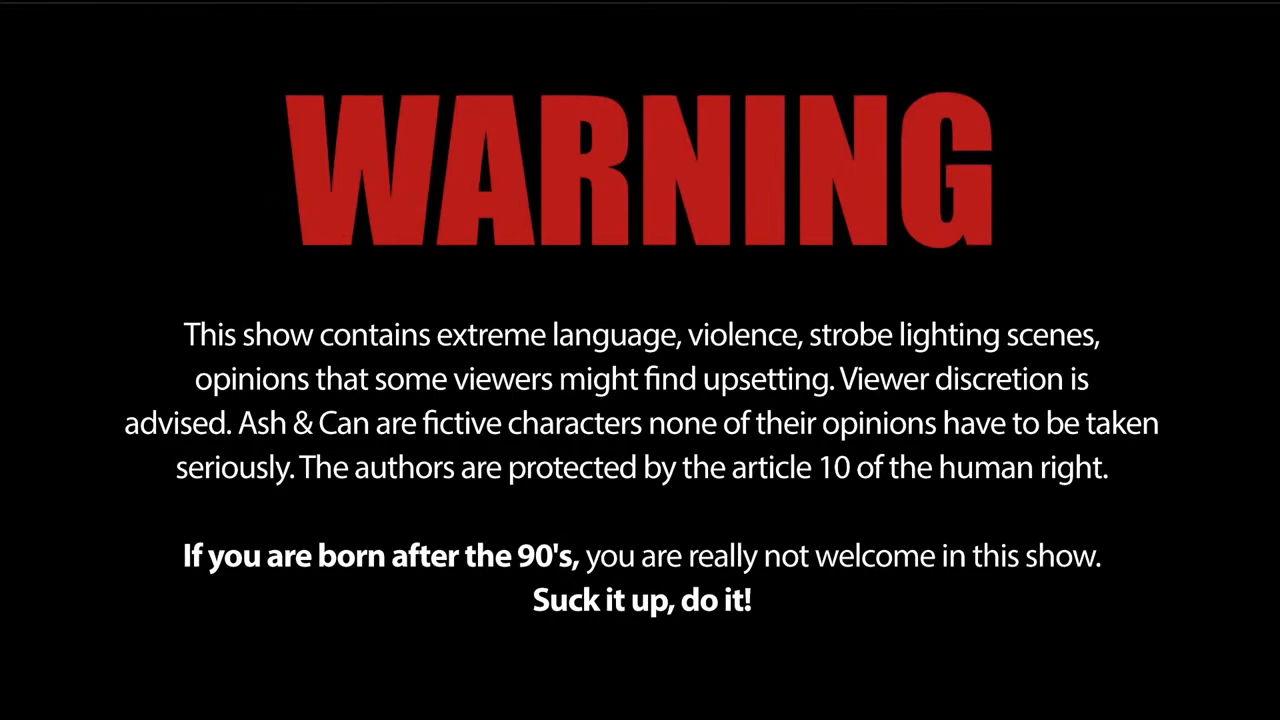 WARNING
This show contains extreme language, violence, strobe lighting scenes,
opinions that some viewers might find upsetting. Viewer discretion is
advised. Ash & Can are fictive characters none of their opinions have to be taken
seriously. The authors are protected by the article 10 of the human right.
If you are born after the 90's, you are really not welcome in this show.
Suck it up, do it!